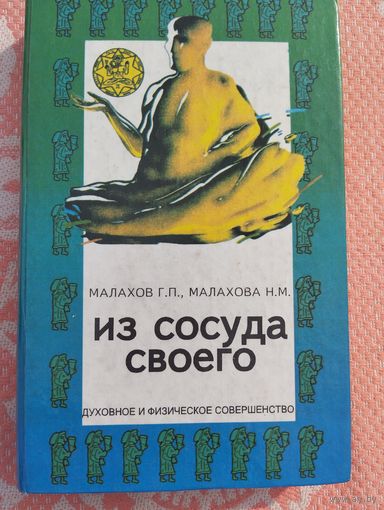 МАЛАХОВ Г.П., МАЛАХОВА Н.М.
ИЗ СОСУДА
СВОЕГО
ДУХОВНОЕ И ФИЗИЧЕСКОЕ СОВЕРШЕНСТВО